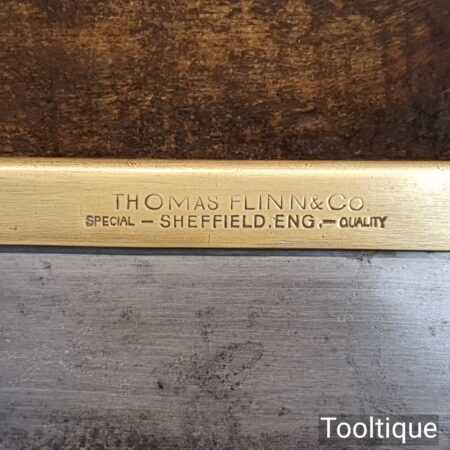 THOMAS FLINN&CO.
SPECIAL — SHEFFIELD.ENG.— QUALITY
Tooltique